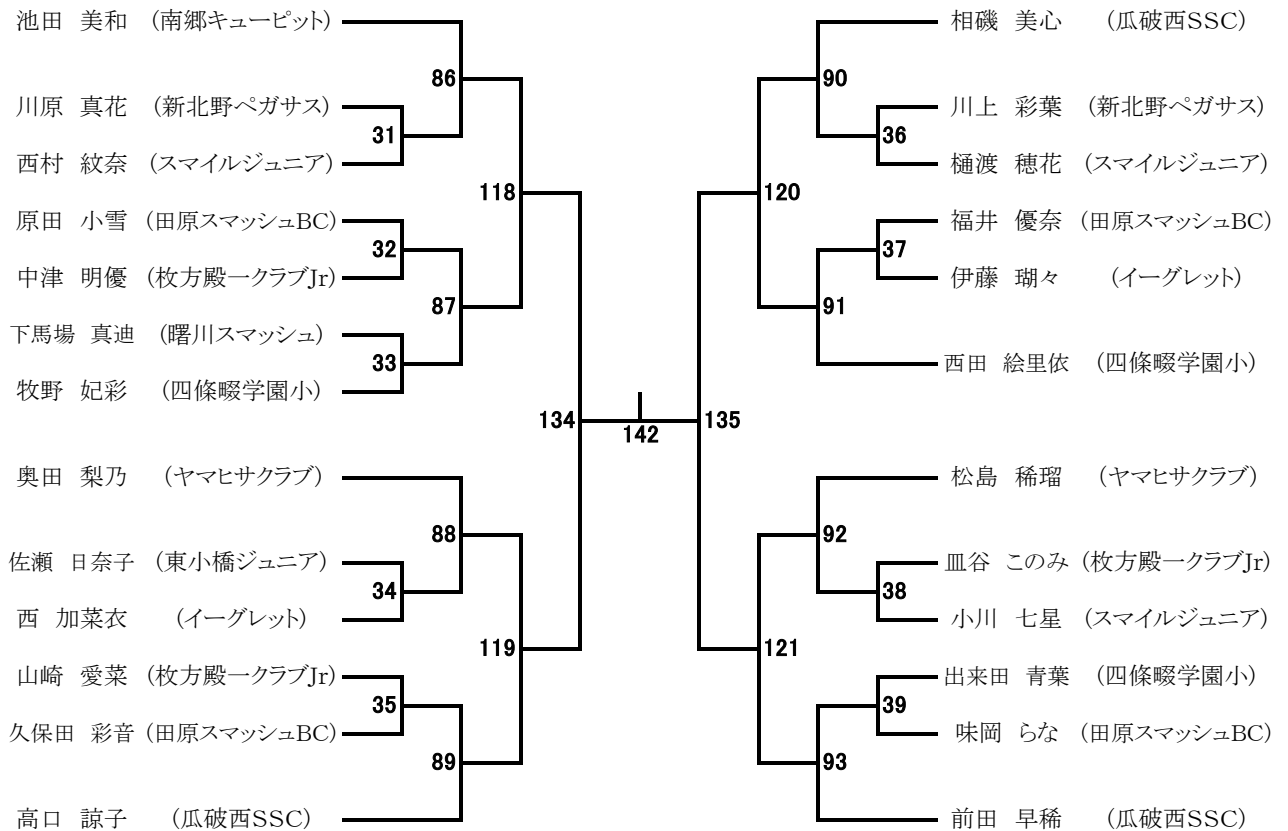 池田 美和 (南郷キューピット)
86
川原 真花 (新北野ペガサス)
31
西村 紋奈 (スマイルジュニア)
118
原田 小雪 (田原スマッシュBC)
32
中津 明優 (枚方殿一クラブJr)
87
下馬場 真迪 (曙川スマッシュ)
33
牧野 妃彩 (四條畷学園小)
134
奥田 梨乃 (ヤマヒサクラブ)
88
佐瀬 日奈子 (東小橋ジュニア)
34
西 加菜衣 (イーグレット)
119
山崎 愛菜 (枚方殿一クラブJr)
35
久保田 彩音 (田原スマッシュBC)
89
高口 諒子 (瓜破西SSC)
142
相磯 美心 (瓜破西SSC)
90
川上 彩葉 (新北野ペガサス)
36
樋渡 穂花 (スマイルジュニア)
120
福井 優奈 (田原スマッシュBC)
37
伊藤 瑚々 (イーグレット)
91
西田 絵里依 (四條畷学園小)
135
松島 稀瑠 (ヤマヒサクラブ)
92
皿谷 このみ (枚方殿一クラブJr)
38
小川 七星 (スマイルジュニア)
121
出来田 青葉 (四條畷学園小)
39
味岡 らな (田原スマッシュBC)
93
前田 早稀 (瓜破西SSC)